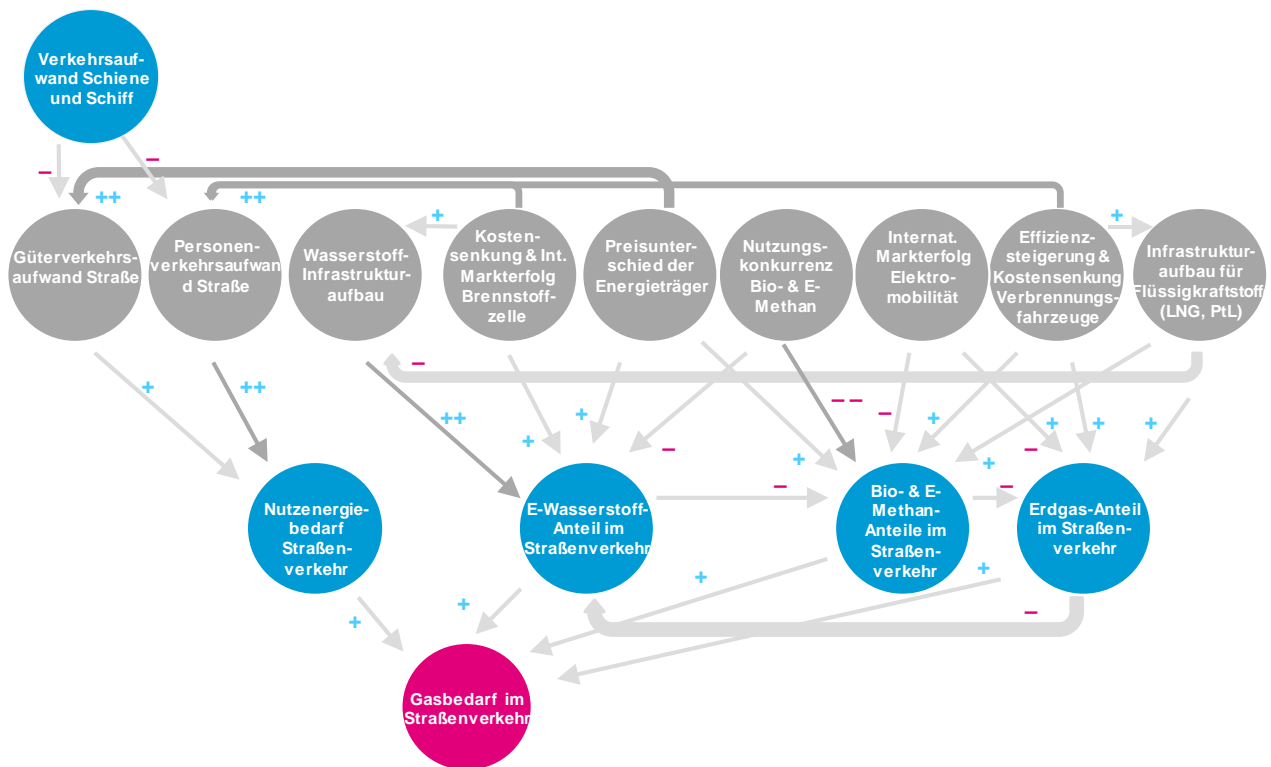 Verkehrsauf-
wand Schiene
und Schiff
–
–
++
++
+
+
Güterverkehrs-
aufwand Straße
Personen-
verkehrsaufwan
d Straße
Wasserstoff-
Infrastruktur-
aufbau
Kosten-
senkung & Int.
Markterfolg
Brennstoff-
zelle
Preisunter-
schied der
Energieträger
Nutzungs-
konkurrenz
Bio- & E-
Methan
Internat.
Markterfolg
Elektro-
mobilität
Effizienz-
steigerung &
Kostensenkung
Verbrennungs-
fahrzeuge
Infrastruktur-
aufbau für
Flüssigkraftstoff
(LNG, PtL)
–
+
++
++
+
+
–
– –
–
+
+
–
+
+
+
+
–
–
Nutzenergie-
bedarf
Straßen-
verkehr
E-Wasserstoff-
Anteil im
Straßenverkehr
Bio- & E-
Methan-
Anteile im
Straßen-
verkehr
Erdgas-Anteil
im Straßen-
verkehr
+
+
+
+
–
Gasbedarf im
Straßenverkehr